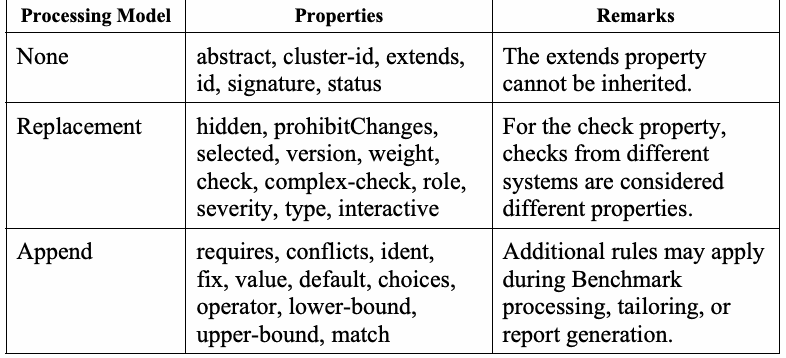 Processing Model Properties Remarks
None
abstract, cluster-id, extends,
id, signature, status
The extends property
cannot be inherited.
Replacement
hidden, prohibitChanges,
selected, version, weight,
check, complex-check, role,
severity, type, interactive
For the check property,
checks from different
systems are considered
different properties.
Append
requires, conflicts, ident,
fix, value, default, choices,
operator, lower-bound,
upper-bound, match
Additional rules may apply
during Benchmark
processing, tailoring, or
report generation.